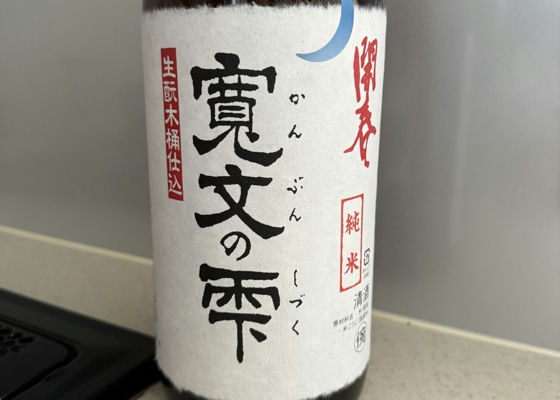 開春
純米
清酒
寛文の雫
かんぶんしづく
生酛木桶仕込